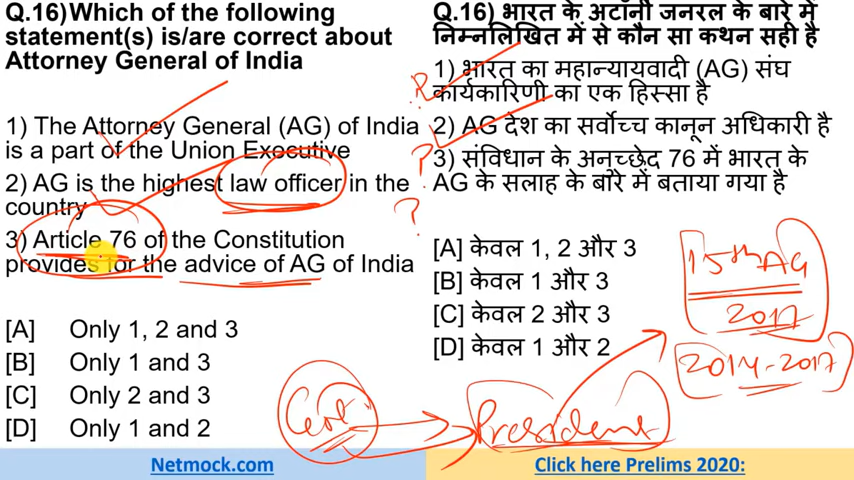 Q.16)Which of the following
statement(s) is/are correct about
Attorney General of India
1) The Attorney General (AG) of India
is a part of the Union Executive
2) AG is the highest law officer in the
country
3) Article 76 of the Constitution
provides for the advice of AG of India
[A] Only 1, 2 and 3
[B] Only 1 and 3
[C] Only 2 and 3
[D] Only 1 and 2
Q.16) भारत के अटॉर्नी जनरल के बारे में
निम्नलिखित में से कौन सा कथन सही है
1) भारत का महान्यायवादी (AG) संघ
कार्यकारिणी का एक हिस्सा है
2) AG देश का सर्वोच्च कानून अधिकारी है
3) संविधान के अनुच्छेद 76 में भारत के
AG के सलाह के बारे में बताया गया है
[A] केवल 1, 2 और 3
[B] केवल 1 और 3
[C] केवल 2 और 3
[D] केवल 1 और 2
?
?
?
15th AG
2017
2014-2017
President
Netmock.com
Click here Prelims 2020: